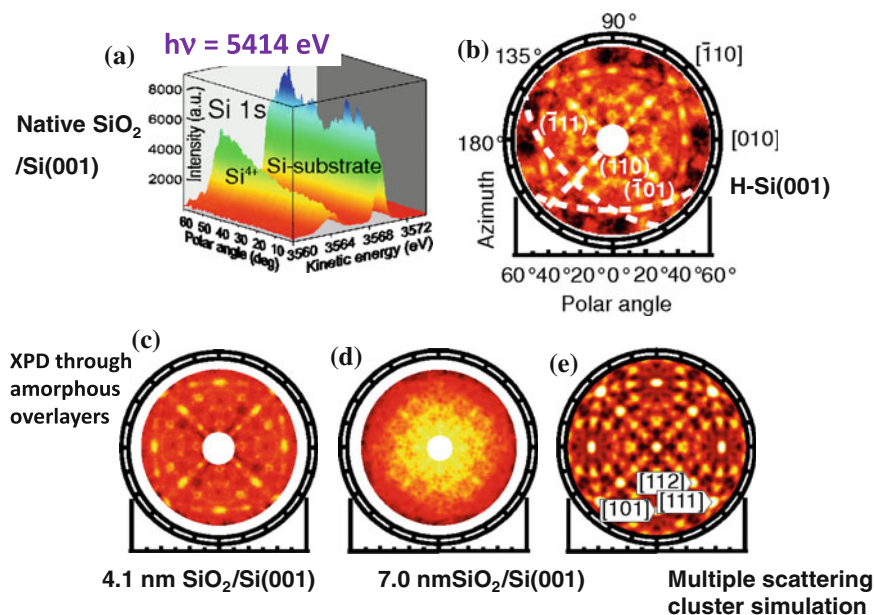 (a)
hν = 5414 eV
Native SiO₂
/Si(001)
8000
6000
4000
2000
Intensity (a.u.)
Si 1s
Si⁴⁺
Si-substrate
60 50 40 30 20 10
Polar angle (deg)
3560 3564 3568 3572
Kinetic energy (eV)
(b)
90°
135°
[1̄10]
180°
[010]
(1̄11)
(110)
(1̄01)
H-Si(001)
Azimuth
60° 40° 20° 0° 20° 40° 60°
Polar angle
XPD through
amorphous
overlayers
(c)
(d)
(e)
[112]
[111]
[101]
4.1 nm SiO₂/Si(001)
7.0 nmSiO₂/Si(001)
Multiple scattering
cluster simulation